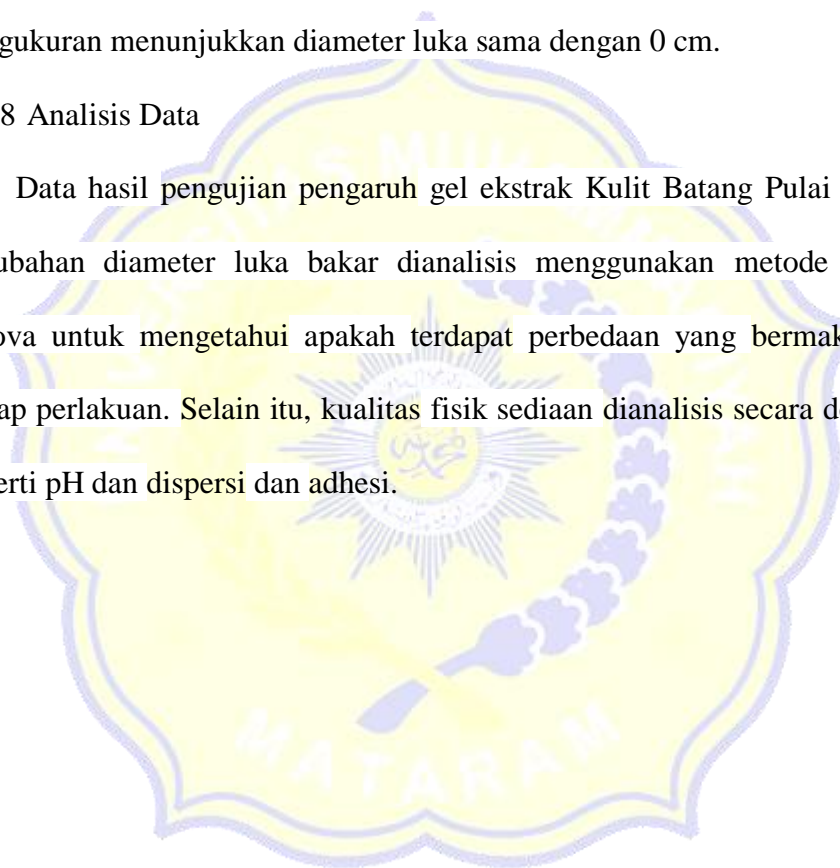 gukuran menunjukkan diameter luka sama dengan 0 cm.
8 Analisis Data
Data hasil pengujian pengaruh gel ekstrak Kulit Batang Pulai
ubahan diameter luka bakar dianalisis menggunakan metode
ova untuk mengetahui apakah terdapat perbedaan yang bermak
ap perlakuan. Selain itu, kualitas fisik sediaan dianalisis secara d
erti pH dan dispersi dan adhesi.
MATARAM